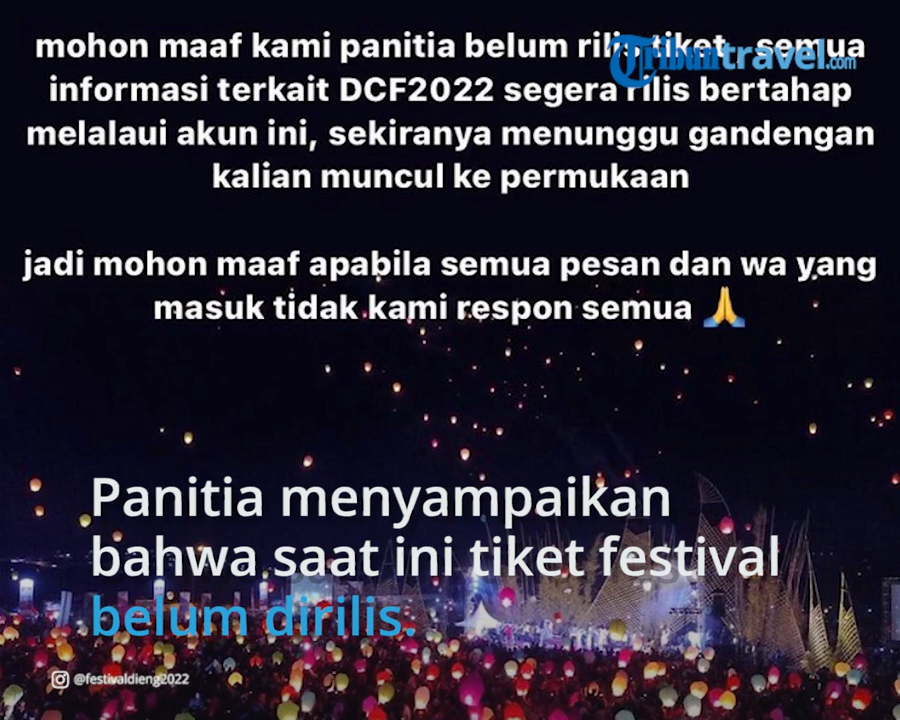 mohon maaf kami panitia belum rilis tiket, semua
Tribuntravel.com
informasi terkait DCF2022 segera rilis bertahap
melalaui akun ini, sekiranya menunggu gandengan
kalian muncul ke permukaan
jadi mohon maaf apabila semua pesan dan wa yang
masuk tidak kami respon semua 🙏
Panitia menyampaikan
bahwa saat ini tiket festival
belum dirilis.
@festivaldieng2022